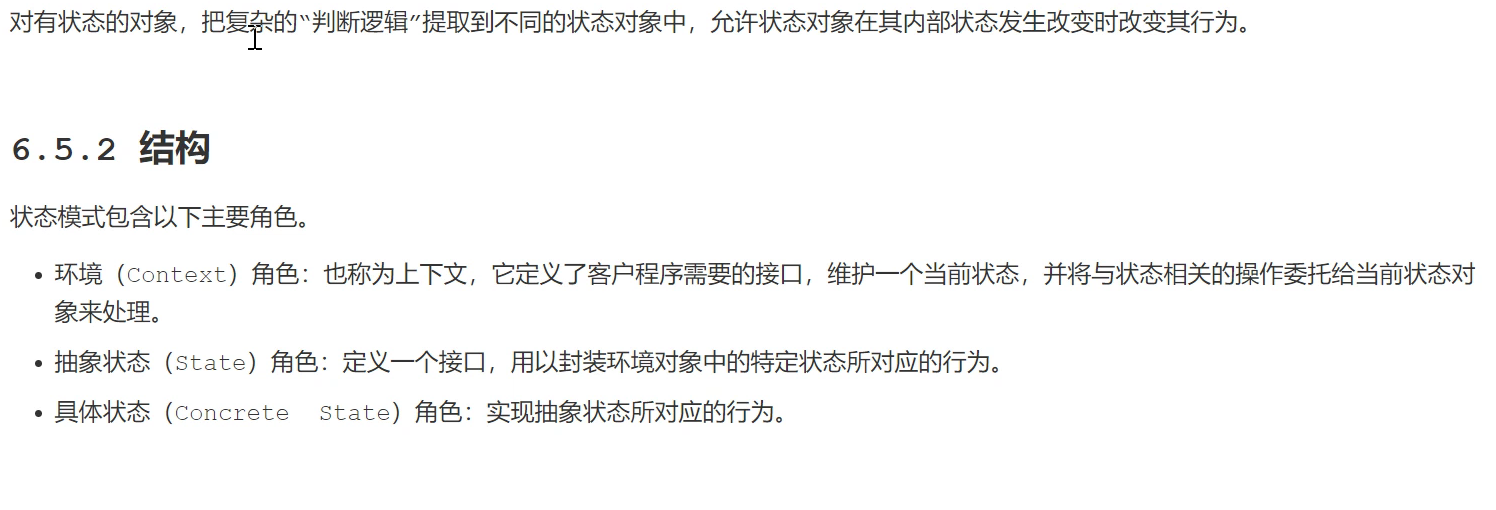 对有状态的对象，把复杂的“判断逻辑”提取到不同的状态对象中，允许状态对象在其内部状态发生改变时改变其行为。
6.5.2 结构
状态模式包含以下主要角色。
• 环境（Context）角色：也称为上下文，它定义了客户程序需要的接口，维护一个当前状态，并将与状态相关的操作委托给当前状态对
象来处理。
• 抽象状态（State）角色：定义一个接口，用以封装环境对象中的特定状态所对应的行为。
• 具体状态（Concrete  State）角色：实现抽象状态所对应的行为。